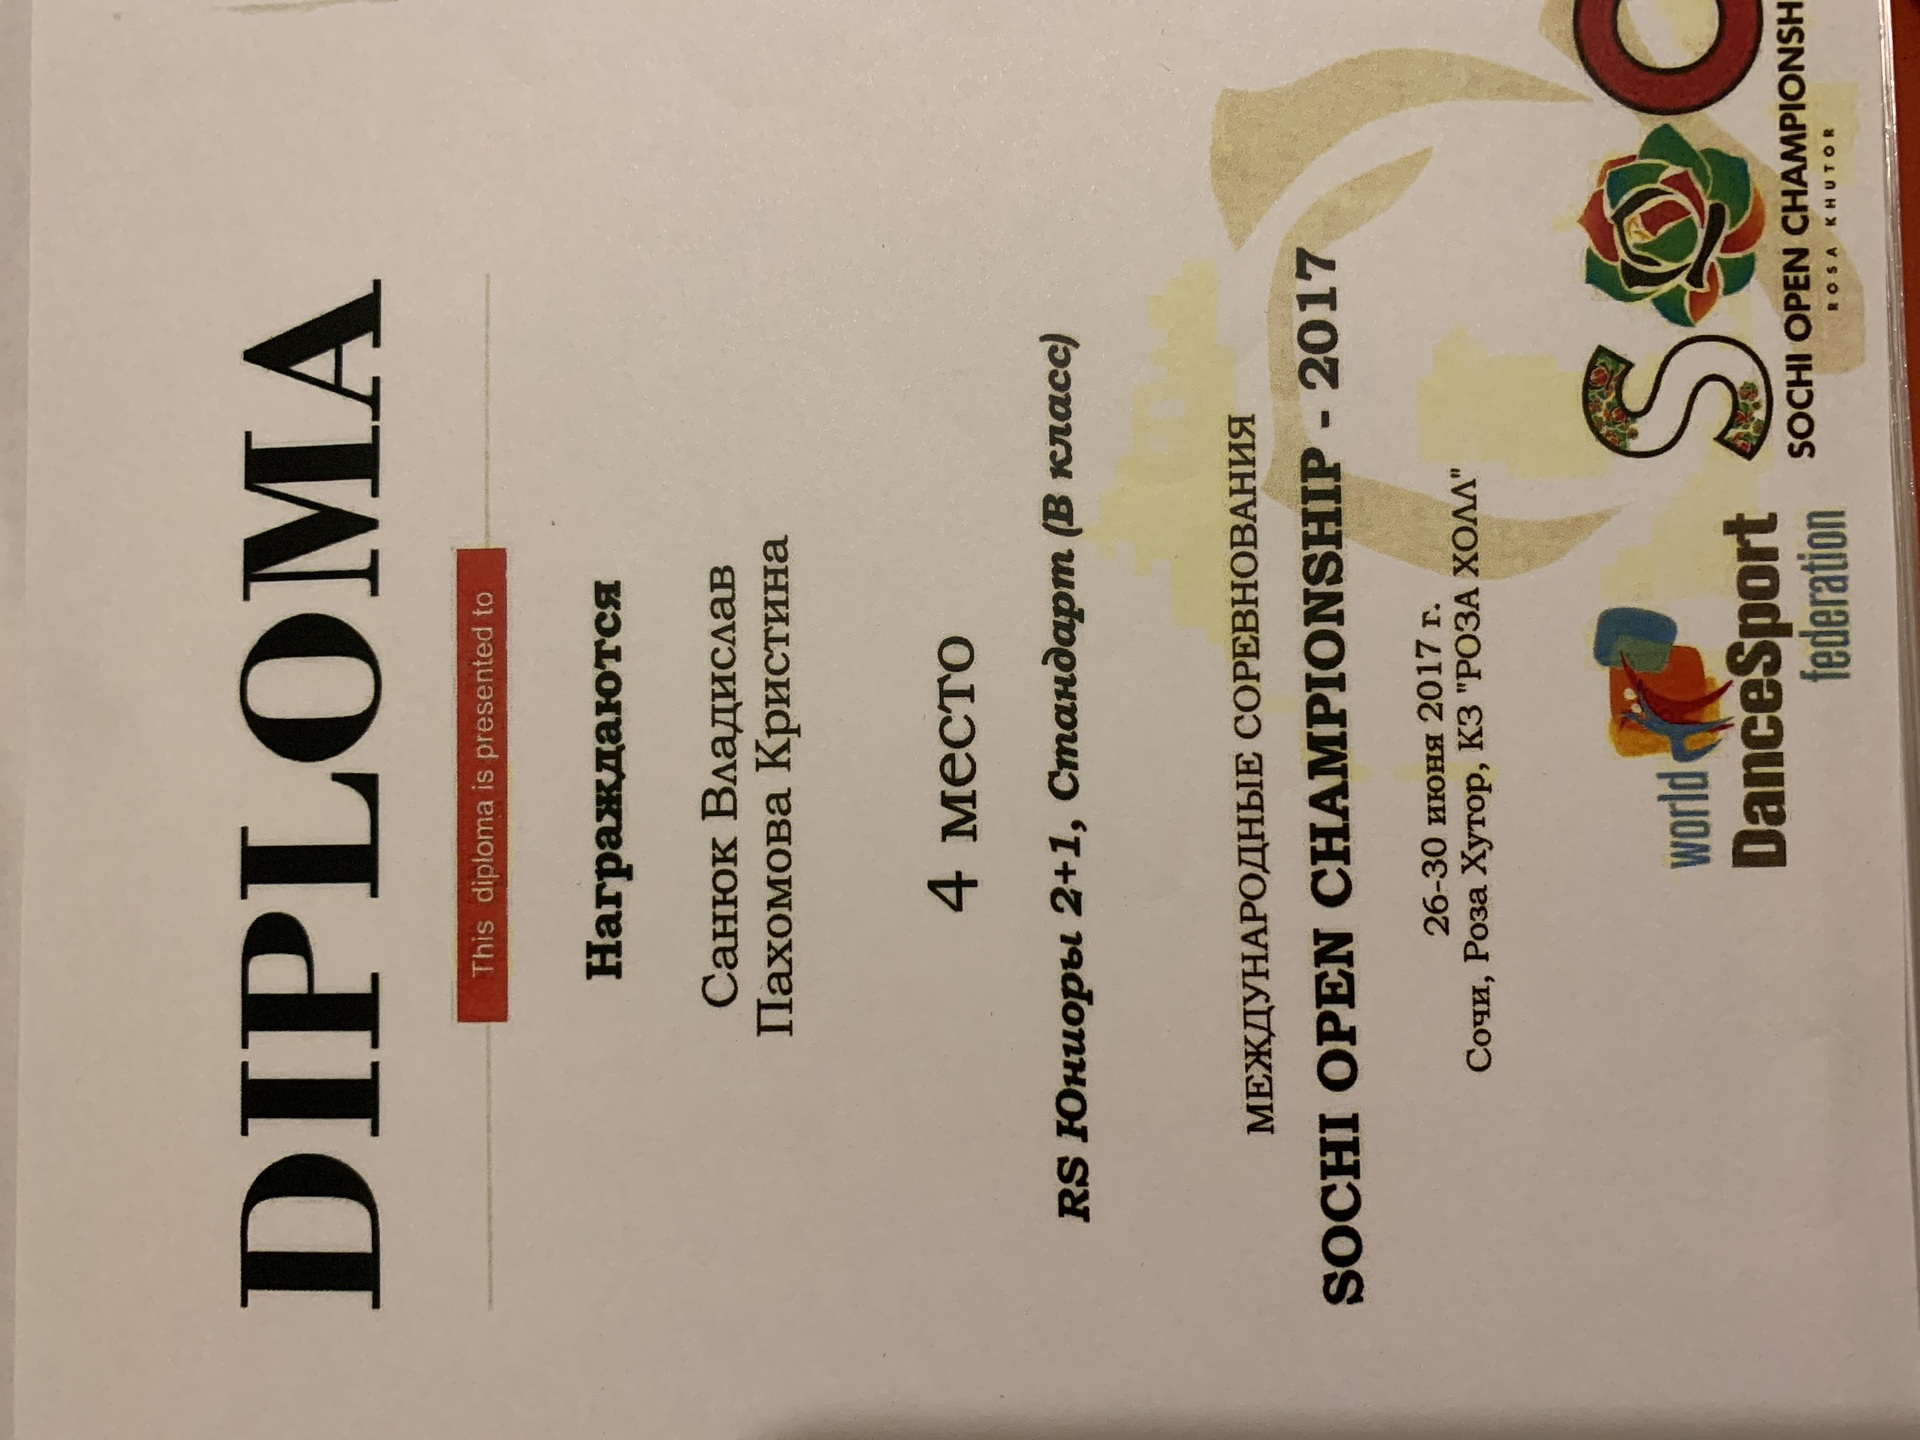 DIPLOMA
This diploma is presented to
Награждаются
Санюк Владислав
Пахомова Кристина
4 место
RS Юниоры 2+1, Стандарт (В класс)
МЕЖДУНАРОДНЫЕ СОРЕВНОВАНИЯ
SOCHI OPEN CHAMPIONSHIP - 2017
26-30 июня 2017 г.
Сочи, Роза Хутор, КЗ "РОЗА ХОЛЛ"
world
DanceSport
federation
SOCHI OPEN CHAMPIONSH
ROSA KHUTOR